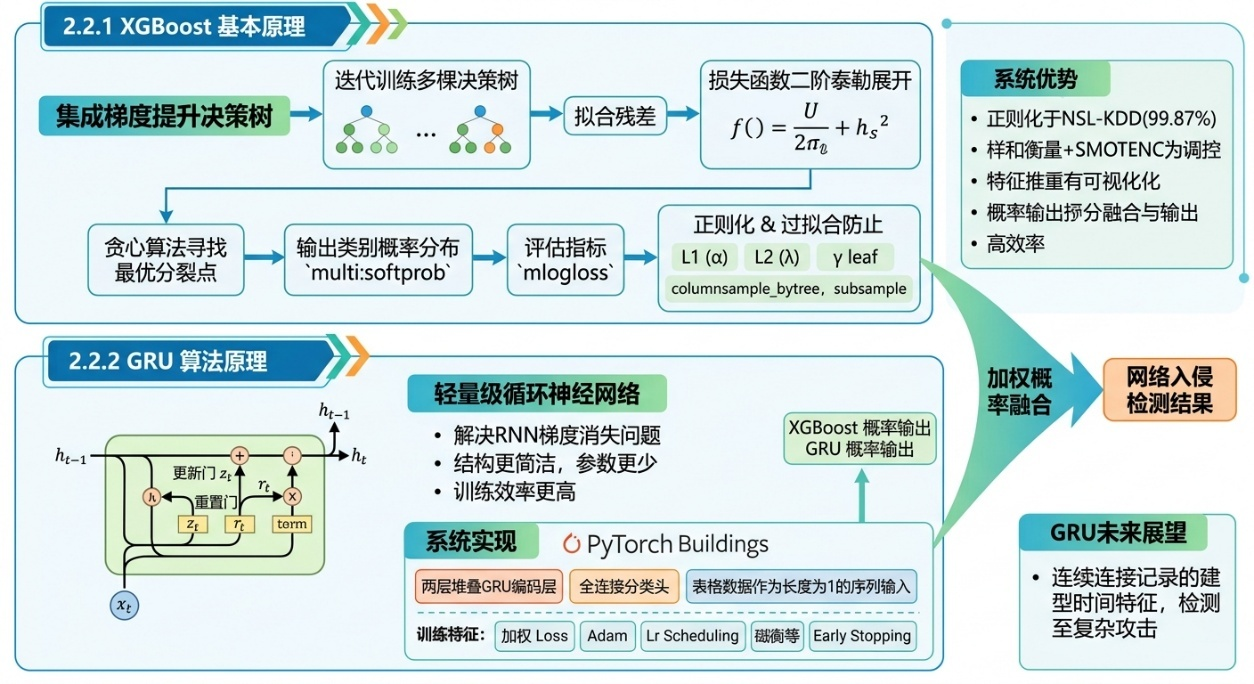 2.2.1 XGBoost 基本原理
集成梯度提升决策树
迭代训练多棵决策树
...
拟合残差
损失函数二阶泰勒展开
f() = U / 2π + h_s²
贪心算法寻找
最优分裂点
输出类别概率分布
`multi:softprob`
评估指标
`mlogloss`
正则化 & 过拟合防止
L1 (α)
L2 (λ)
γ leaf
columnsample_bytree, subsample
系统优势
• 正则化于NSL-KDD(99.87%)
• 样和衡量+SMOTENC为调控
• 特征推重有可视化化
• 概率输出分融合与输出
• 高效率
2.2.2 GRU 算法原理
h_{t−1}
h_{t−1}
h_t
更新门 z_t
r_t
重置门
z_t
r_t
term
x_t
轻量级循环神经网络
• 解决RNN梯度消失问题
• 结构更简洁，参数更少
• 训练效率更高
XGBoost 概率输出
GRU 概率输出
系统实现
PyTorch Buildings
两层堆叠GRU编码层
全连接分类头
表格数据作为长度为1的序列输入
训练特征：
加权 Loss
Adam
Lr Scheduling
等
Early Stopping
加权概
率融合
网络入侵
检测结果
GRU未来展望
• 连续连接记录的建
型时间特征，检测
至复杂攻击